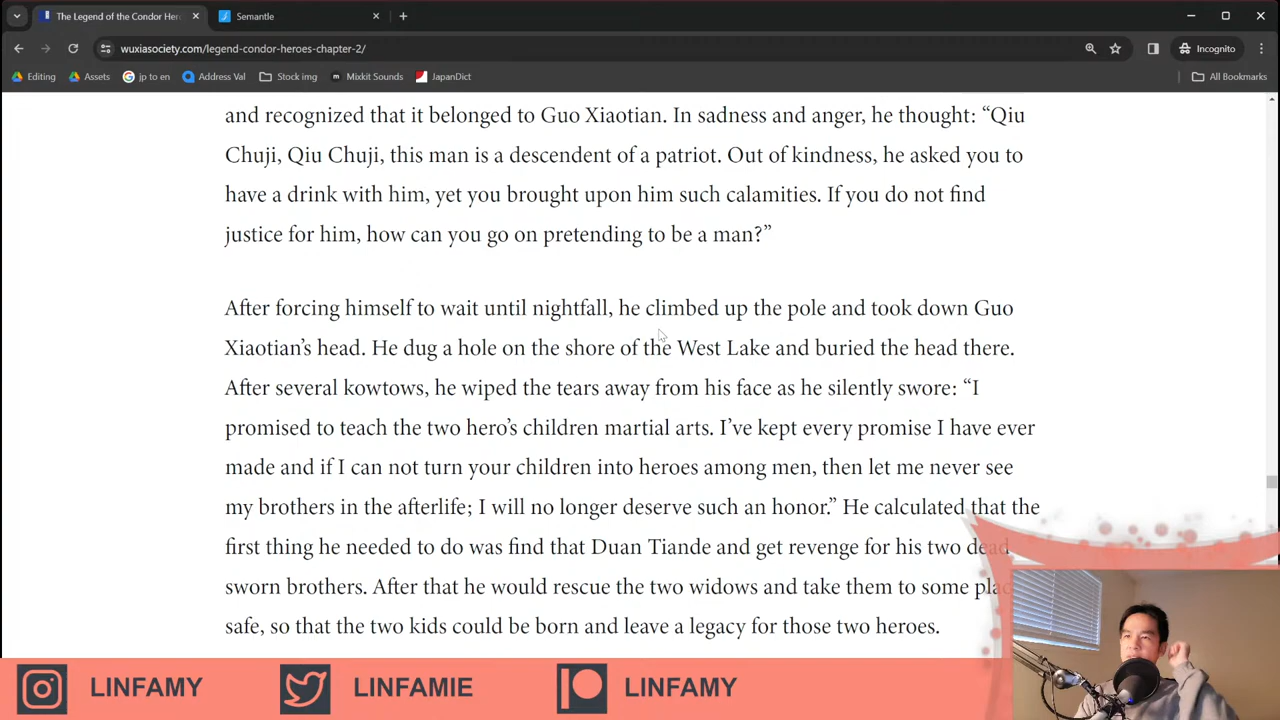 The Legend of the Condor Her
Semantle
wuxiasociety.com/legend-condor-heroes-chapter-2/
Incognito
Editing
Assets
jp to en
Address Val
Stock img
Mixkit Sounds
JapanDict
All Bookmarks
and recognized that it belonged to Guo Xiaotian. In sadness and anger, he thought: “Qiu
Chuji, Qiu Chuji, this man is a descendent of a patriot. Out of kindness, he asked you to
have a drink with him, yet you brought upon him such calamities. If you do not find
justice for him, how can you go on pretending to be a man?”
After forcing himself to wait until nightfall, he climbed up the pole and took down Guo
Xiaotian’s head. He dug a hole on the shore of the West Lake and buried the head there.
After several kowtows, he wiped the tears away from his face as he silently swore: “I
promised to teach the two hero’s children martial arts. I’ve kept every promise I have ever
made and if I can not turn your children into heroes among men, then let me never see
my brothers in the afterlife; I will no longer deserve such an honor.” He calculated that the
first thing he needed to do was find that Duan Tiande and get revenge for his two dead
sworn brothers. After that he would rescue the two widows and take them to some plac
safe, so that the two kids could be born and leave a legacy for those two heroes.
LINFAMY
LINFAMIE
LINFAMY